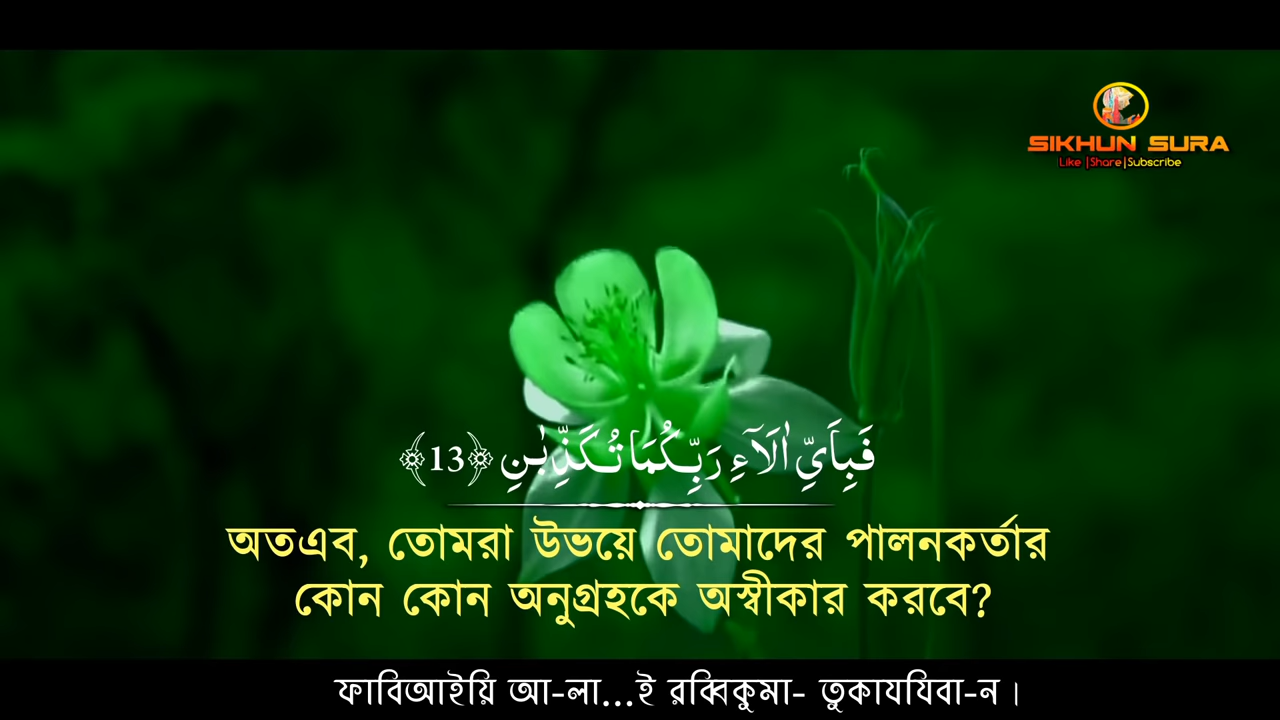 SIKHUN SURA
Like |Share|Subscribe
فَبِاَيِّ اٰلَآءِ رَبِّكُمَا تُكَذِّبٰنِ ﴿13﴾
অতএব, তোমরা উভয়ে তোমাদের পালনকর্তার
কোন কোন অনুগ্রহকে অস্বীকার করবে?
ফাবিআইয়ি আ-লা...ই রব্বিকুমা- তুকাযযিবা-ন।